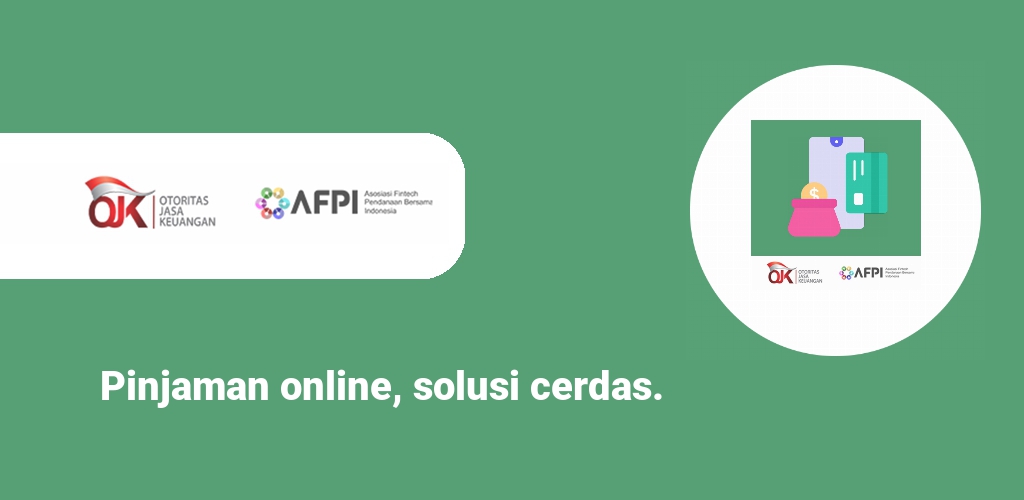 OJK
OTORITAS
JASA
KEUANGAN
AFPI
Asosiasi Fintech
Pendanaan Bersama
Indonesia
$
OJK
OTORITAS
JASA
KEUANGAN
AFPI
Asosiasi Fintech
Pendanaan Bersama
Indonesia
Pinjaman online, solusi cerdas.